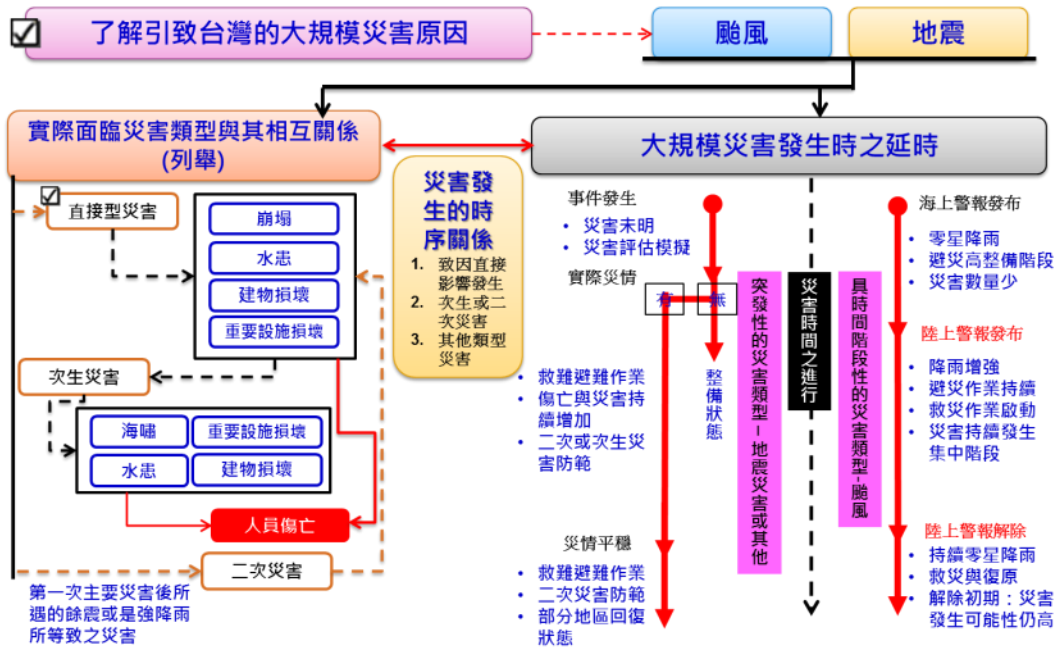 了解引致台灣的大規模災害原因
颱風
地震
實際面臨災害類型與其相互關係
(列舉)
大規模災害發生時之延時
直接型災害
崩塌
水患
建物損壞
重要設施損壞
次生災害
海嘯
重要設施損壞
水患
建物損壞
人員傷亡
二次災害
第一次主要災害後所
遇的餘震或是強降雨
所等致之災害
災害發
生的時
序關係
1. 致因直接
影響發生
2. 次生或二
次災害
3. 其他類型
災害
事件發生
• 災害未明
• 災害評估模擬
實際災情
有
無
整備狀態
• 救難避難作業
• 傷亡與災害持
續增加
• 二次或次生災
害防範
災情平穩
• 救難避難作業
• 二次災害防範
• 部分地區回復
狀態
突發性的災害類型–地震災害或其他
災害時間之進行
具時間階段性的災害類型-颱風
海上警報發布
• 零星降雨
• 避災高整備階段
• 災害數量少
陸上警報發布
• 降雨增強
• 避災作業持續
• 救災作業啟動
• 災害持續發生
集中階段
陸上警報解除
• 持續零星降雨
• 救災與復原
• 解除初期：災害
發生可能性仍高